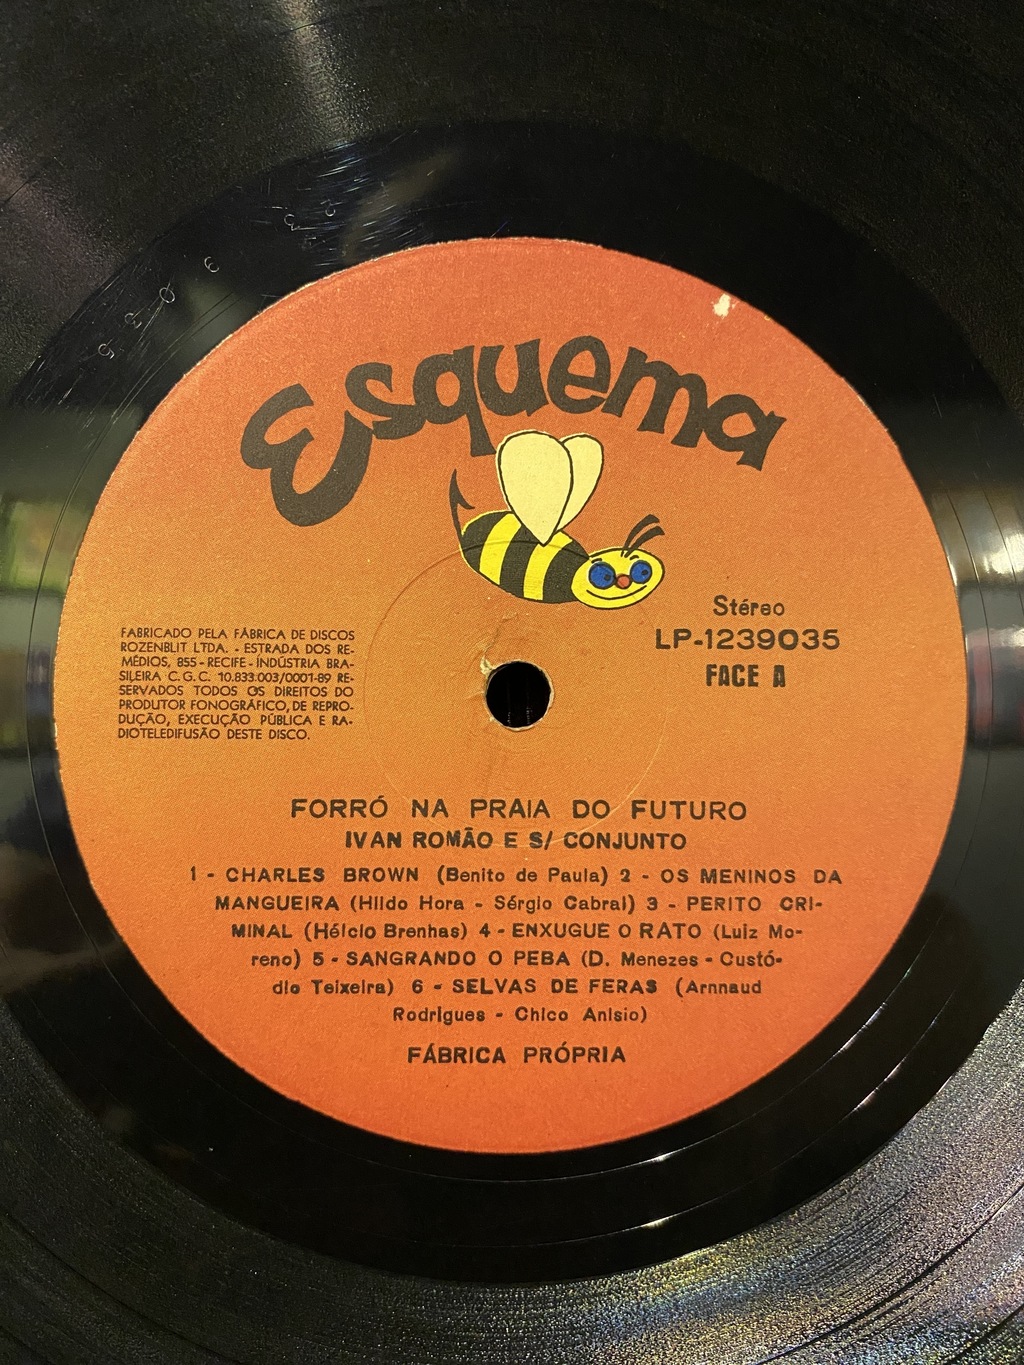 Esquema
Stéreo
LP-1239035
FACE A
FABRICADO PELA FÁBRICA DE DISCOS
ROZENBLIT LTDA. - ESTRADA DOS RE-
MÉDIOS, 855 - RECIFE - INDÚSTRIA BRA-
SILEIRA C.G.C. 10.833.003/0001-89 RE-
SERVADOS TODOS OS DIREITOS DO
PRODUTOR FONOGRÁFICO, DE REPRO-
DUÇÃO, EXECUÇÃO PÚBLICA E RA-
DIOTELEDIFUSÃO DESTE DISCO.
FORRÓ NA PRAIA DO FUTURO
IVAN ROMÃO E S/ CONJUNTO
1 - CHARLES BROWN (Benito de Paula) 2 - OS MENINOS DA
MANGUEIRA (Hildo Hora - Sérgio Cabral) 3 - PERITO CRI-
MINAL (Hélcio Brenhas) 4 - ENXUGUE O RATO (Luiz Mo-
reno) 5 - SANGRANDO O PEBA (D. Menezes - Custó-
dio Teixeira) 6 - SELVAS DE FERAS (Arnnaud
Rodrigues - Chico Anisio)
FÁBRICA PRÓPRIA